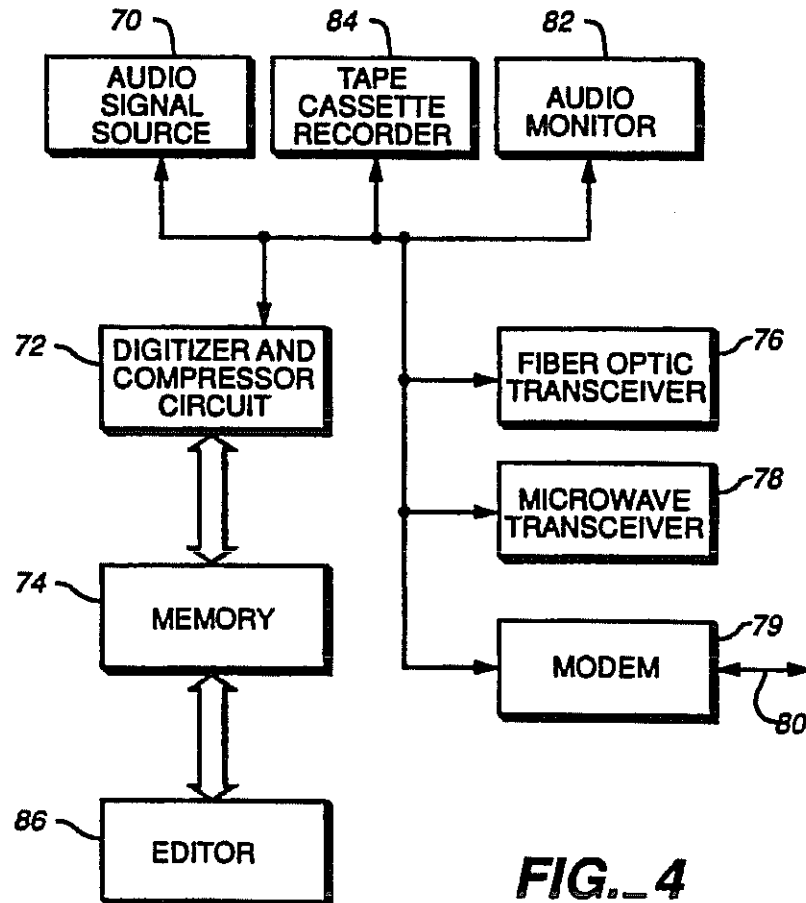 70
AUDIO
SIGNAL
SOURCE
84
TAPE
CASSETTE
RECORDER
82
AUDIO
MONITOR
72
DIGITIZER AND
COMPRESSOR
CIRCUIT
76
FIBER OPTIC
TRANSCEIVER
78
MICROWAVE
TRANSCEIVER
74
MEMORY
79
MODEM
80
86
EDITOR
FIG._4